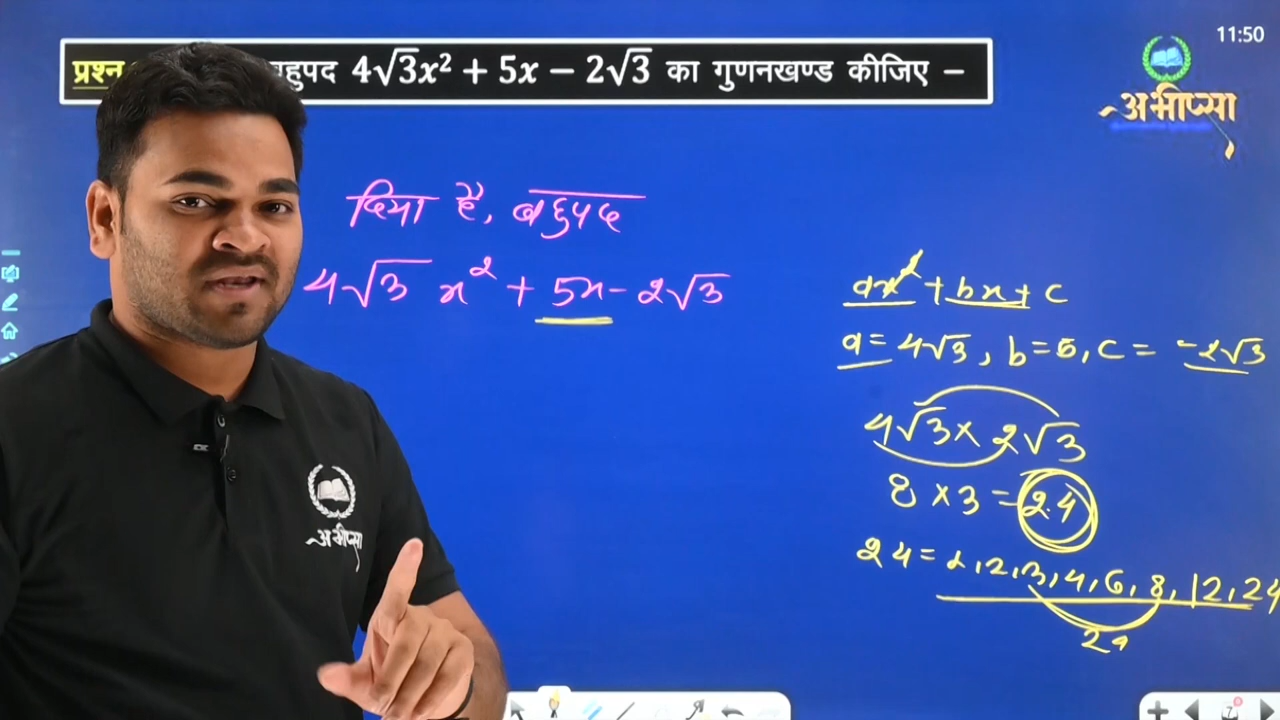 11:50
प्रश्न बहुपद 4√3x² + 5x − 2√3 का गुणनखण्ड कीजिए −
अभीप्सा
दिया है, बहुपद
4√3 x² + 5x - 2√3
ax² + bx + c
a = 4√3, b = 5, c = -2√3
4√3 × 2√3
8 × 3 = 24
24 = 1,2,3,4,6,8,12,24
24
अभीप्सा
7